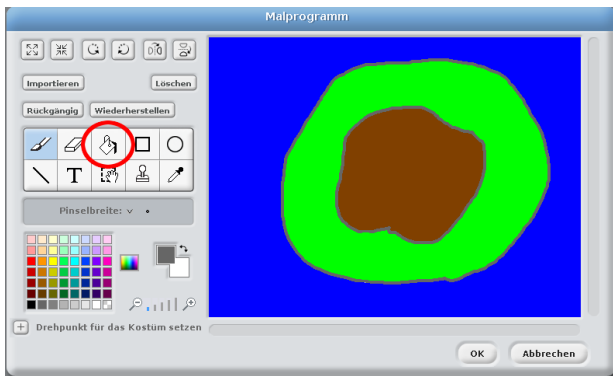 Malprogramm
Importieren Löschen
Rückgängig Wiederherstellen
T
Pinselbreite: v
Drehpunkt für das Kostüm setzen
OK Abbrechen